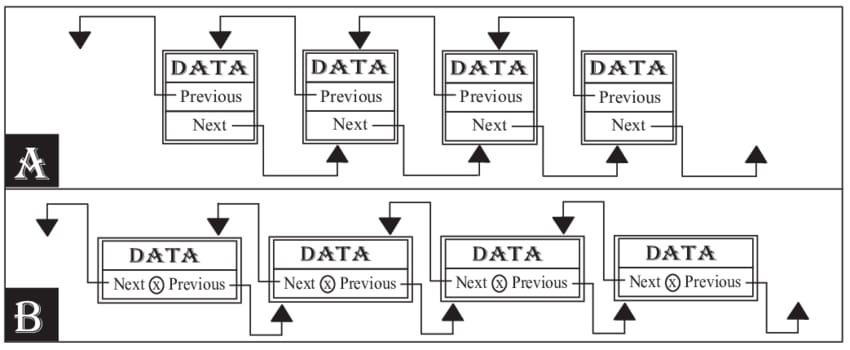 DATA DATA DATA DATA
Previous Previous Previous Previous
Next Next Next Next
A
DATA DATA DATA DATA
Next ⓧ Previous Next ⓧ Previous Next ⓧ Previous Next ⓧ Previous
B